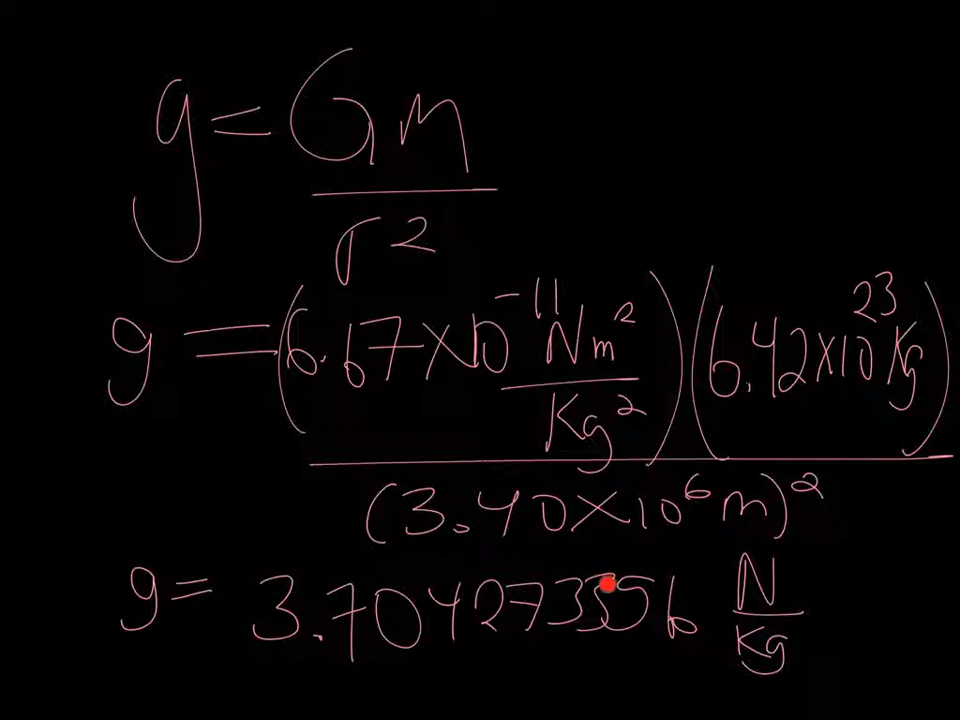 g = Gm
r²
g = (6.67×10⁻¹¹ Nm²/Kg²) (6.42×10²³ Kg)
(3.40×10⁶ m)²
g = 3.704273356 N/Kg